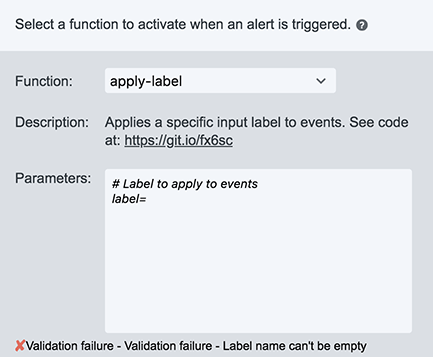 Select a function to activate when an alert is triggered. ?
Function: apply-label
Description: Applies a specific input label to events. See code
at: https://git.io/fx6sc
Parameters: # Label to apply to events
label=
✘Validation failure - Validation failure - Label name can't be empty